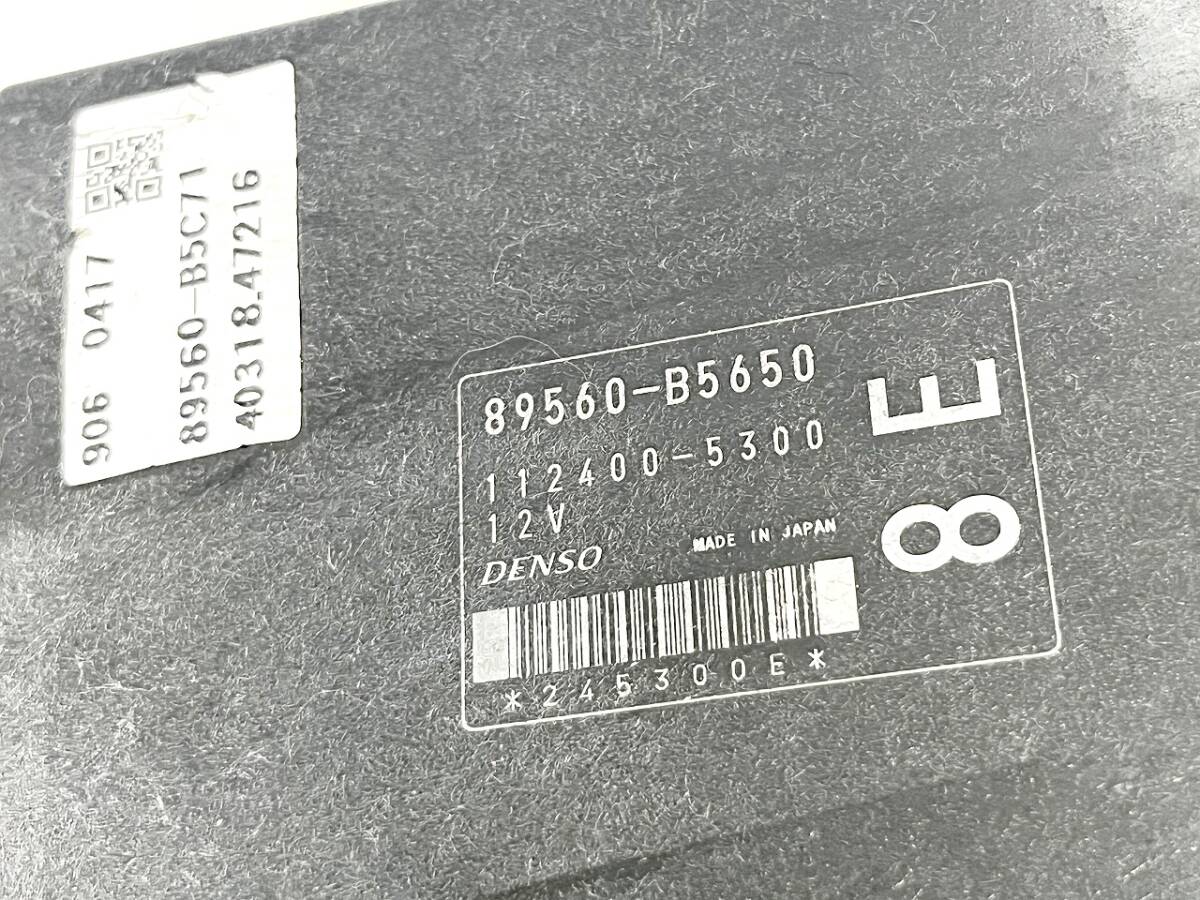 906 0417
89560-B5C71
40318.47216
89560-B5650
112400-5300
12V
DENSO
MADE IN JAPAN
*245300E*
E
8